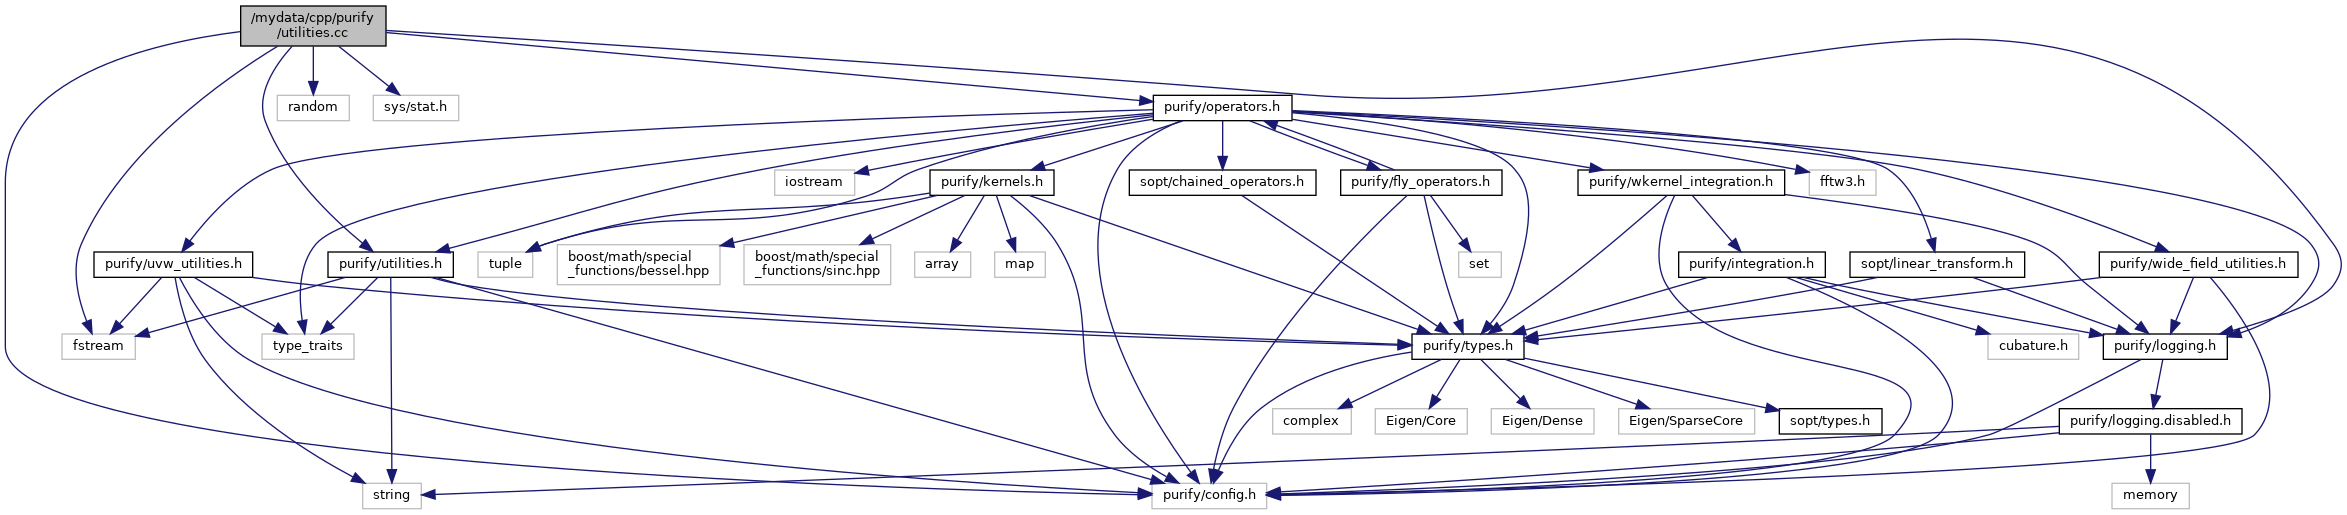 /mydata/cpp/purify
/utilities.cc
random
sys/stat.h
purify/operators.h
iostream
purify/kernels.h
sopt/chained_operators.h
purify/fly_operators.h
purify/wkernel_integration.h
fftw3.h
purify/uvw_utilities.h
purify/utilities.h
tuple
boost/math/special
_functions/bessel.hpp
boost/math/special
_functions/sinc.hpp
array
map
set
purify/integration.h
sopt/linear_transform.h
purify/wide_field_utilities.h
fstream
type_traits
purify/types.h
cubature.h
purify/logging.h
complex
Eigen/Core
Eigen/Dense
Eigen/SparseCore
sopt/types.h
purify/logging.disabled.h
string
purify/config.h
memory